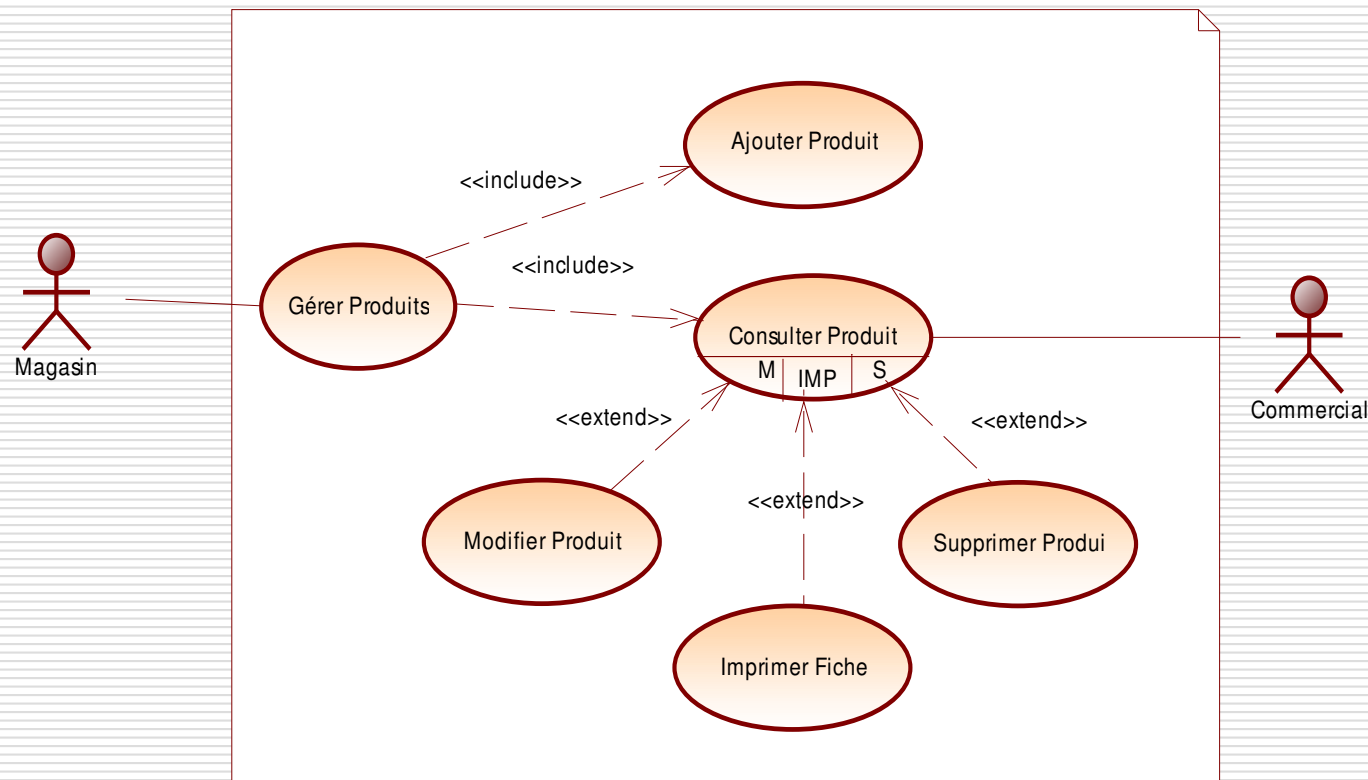 Ajouter Produit
<<include>>
<<include>>
Gérer Produits
Consulter Produit
M
IMP
S
Magasin
Commercial
<<extend>>
<<extend>>
<<extend>>
Modifier Produit
Supprimer Produi
Imprimer Fiche